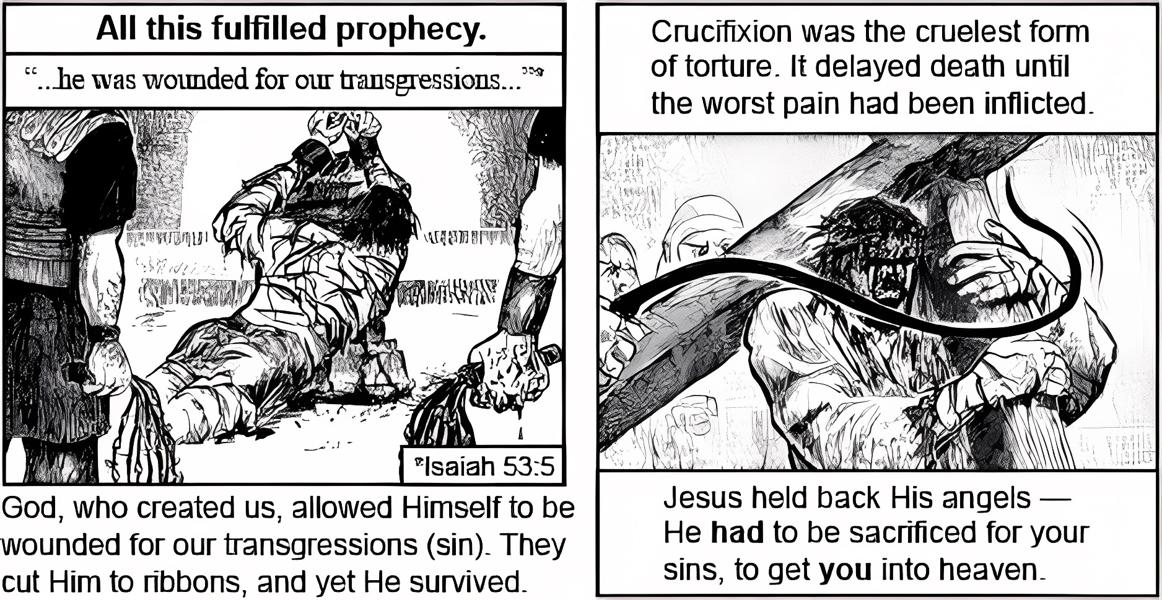 All this fulfilled prophecy.
“...he was wounded for our transgressions...”*
*Isaiah 53:5
God, who created us, allowed Himself to be
wounded for our transgressions (sin). They
cut Him to ribbons, and yet He survived.
Crucifixion was the cruelest form
of torture. It delayed death until
the worst pain had been inflicted.
Jesus held back His angels —
He had to be sacrificed for your
sins, to get you into heaven.